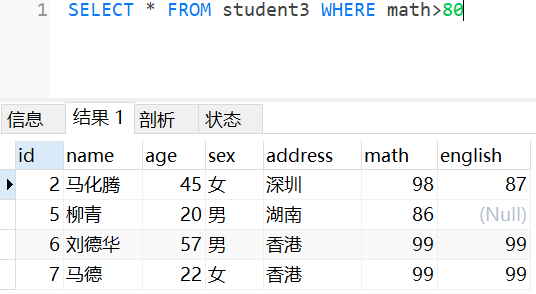 1 SELECT * FROM student3 WHERE math>80
信息 结果 1 剖析 状态
id name age sex address math english
2 马化腾 45 女 深圳 98 87
5 柳青 20 男 湖南 86 (Null)
6 刘德华 57 男 香港 99 99
7 马德 22 女 香港 99 99